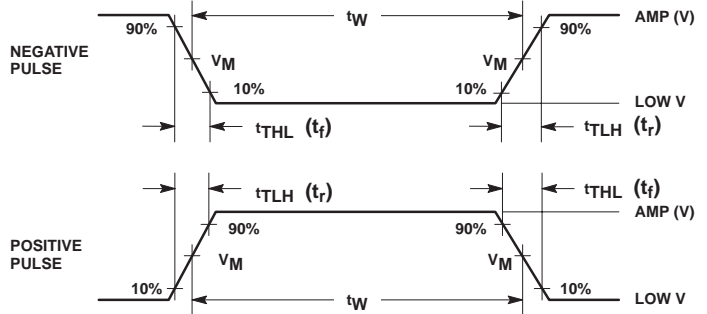 tW
AMP (V)
90%
90%
NEGATIVE
PULSE
VM
VM
10%
10%
LOW V
tTHL (tf)
tTLH (tr)
tTLH (tr)
tTHL (tf)
AMP (V)
90%
90%
POSITIVE
PULSE
VM
VM
10%
10%
tW
LOW V